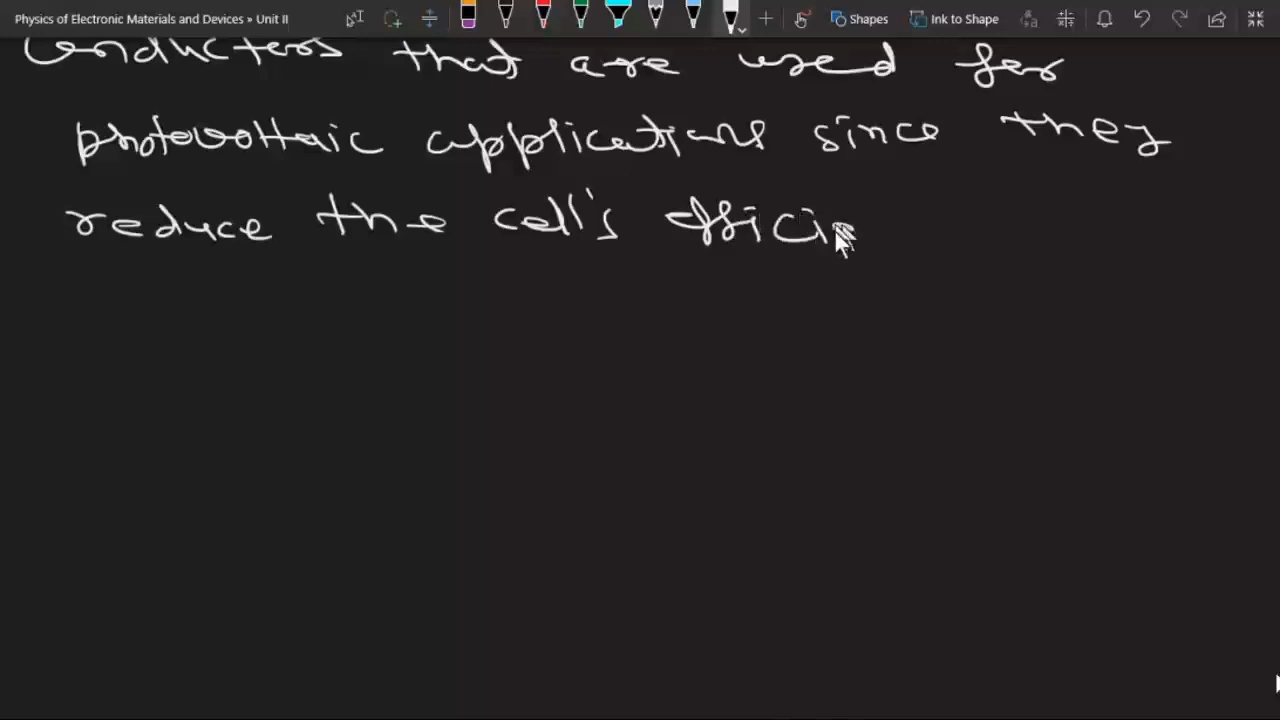 Physics of Electronic Materials and Devices » Unit II
Shapes
Ink to Shape
conductors that are used for
photovoltaic applications since they
reduce the cell's efficie